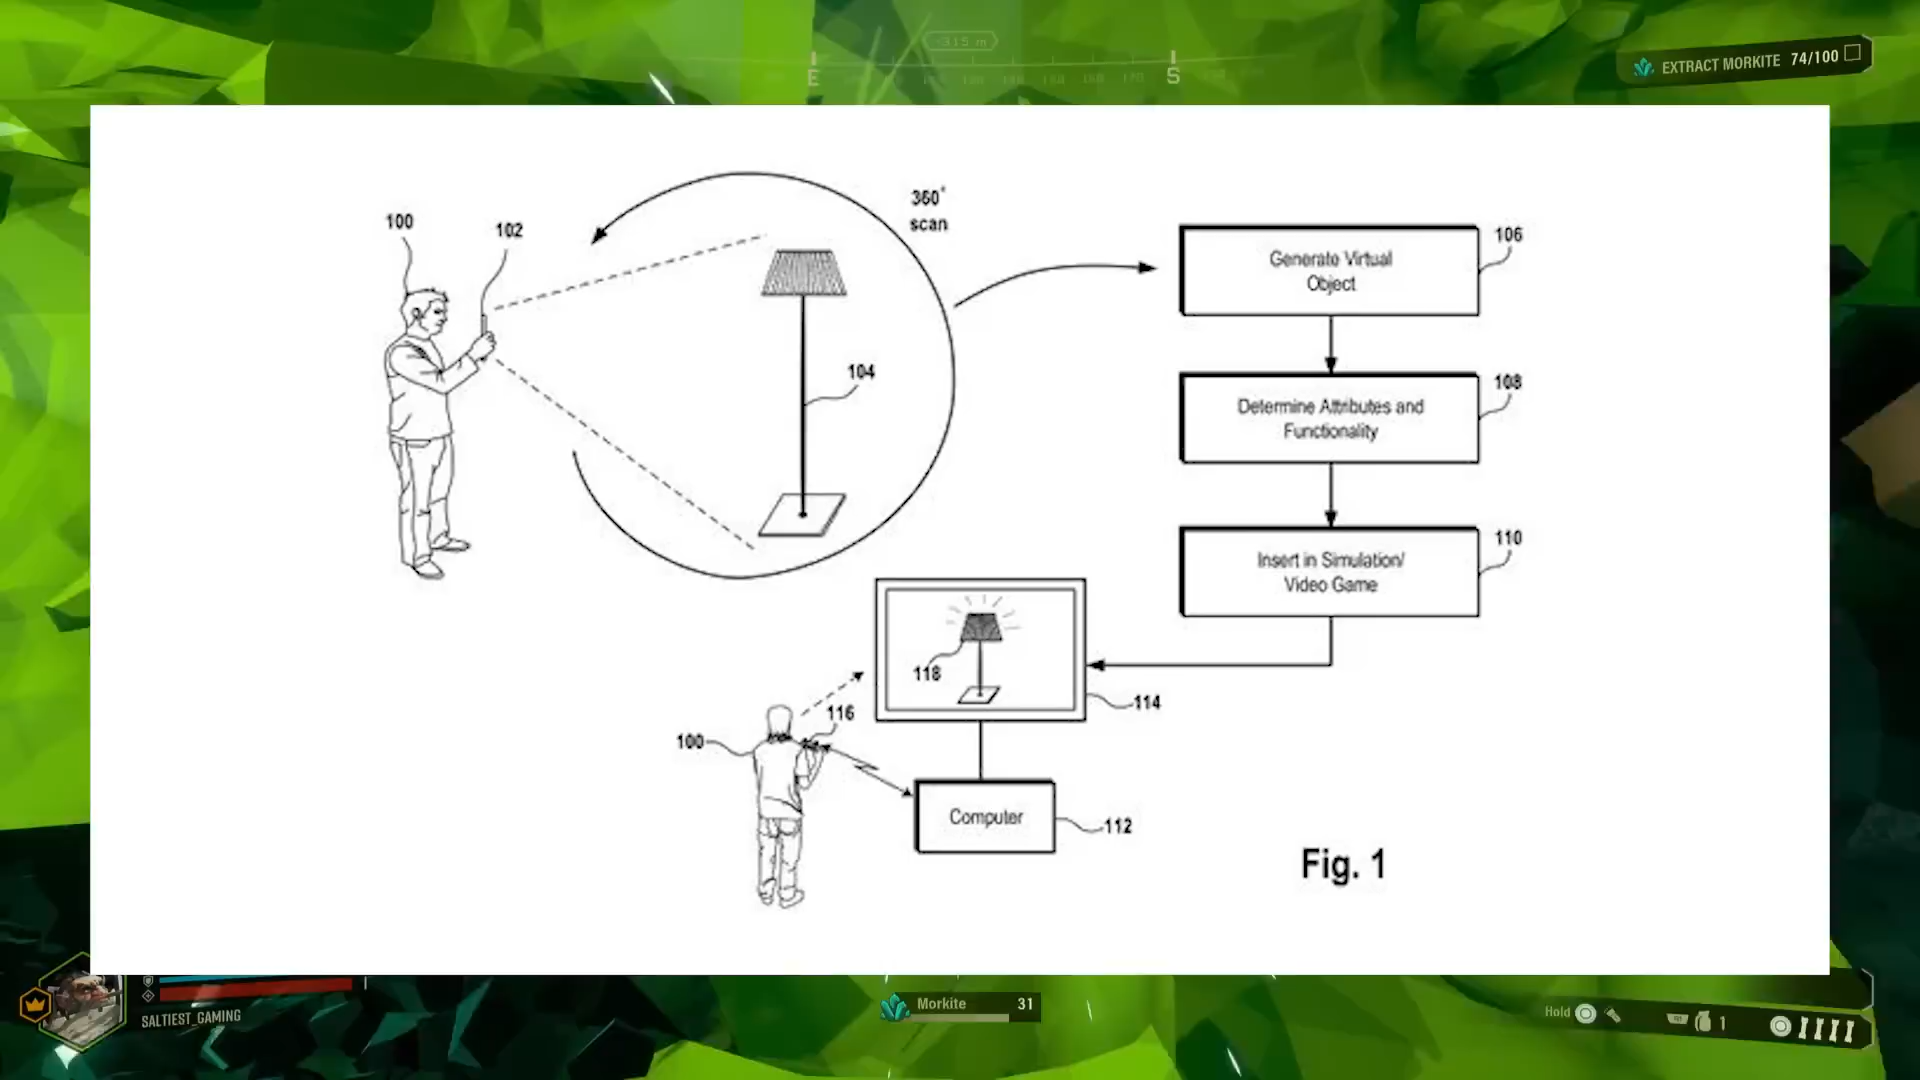 -315 m
E
S
EXTRACT MORKITE 74/100
360°
scan
100
102
104
Generate Virtual
Object
106
Determine Attributes and
Functionality
108
Insert in Simulation/
Video Game
110
118
114
116
100
Computer
112
Fig. 1
SALTIEST_GAMING
Morkite 31
Hold
1